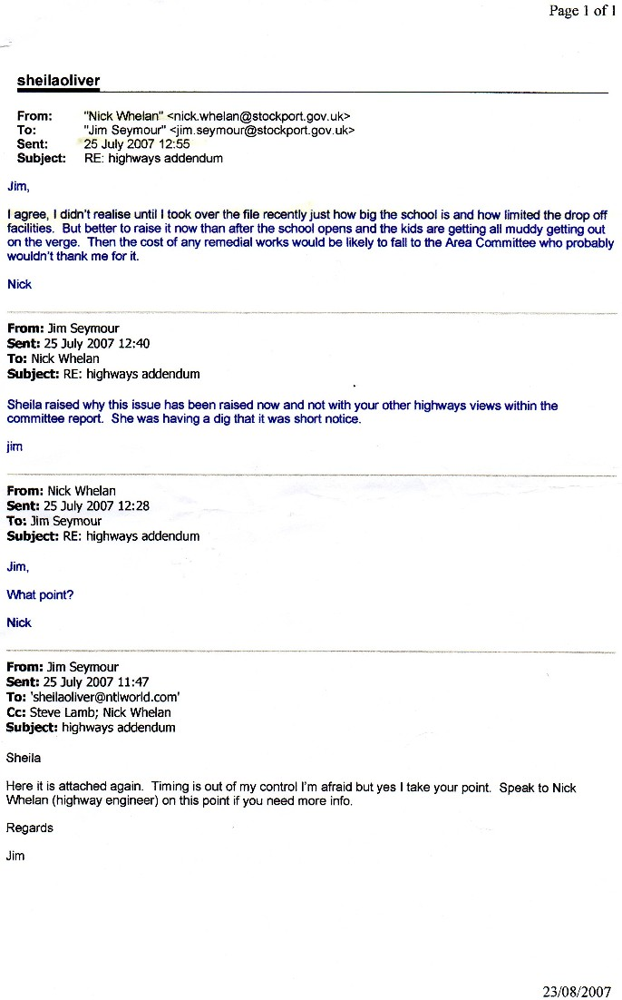 Page 1 of 1
sheilaoliver
From: "Nick Whelan" <nick.whelan@stockport.gov.uk>
To: "Jim Seymour" <jim.seymour@stockport.gov.uk>
Sent: 25 July 2007 12:55
Subject: RE: highways addendum
Jim,
I agree, I didn't realise until I took over the file recently just how big the school is and how limited the drop off
facilities. But better to raise it now than after the school opens and the kids are getting all muddy getting out
on the verge. Then the cost of any remedial works would be likely to fall to the Area Committee who probably
wouldn't thank me for it.
Nick
From: Jim Seymour
Sent: 25 July 2007 12:40
To: Nick Whelan
Subject: RE: highways addendum
Sheila raised why this issue has been raised now and not with your other highways views within the
committee report. She was having a dig that it was short notice.
jim
From: Nick Whelan
Sent: 25 July 2007 12:28
To: Jim Seymour
Subject: RE: highways addendum
Jim,
What point?
Nick
From: Jim Seymour
Sent: 25 July 2007 11:47
To: 'sheilaoliver@ntlworld.com'
Cc: Steve Lamb; Nick Whelan
Subject: highways addendum
Sheila
Here it is attached again. Timing is out of my control I'm afraid but yes I take your point. Speak to Nick
Whelan (highway engineer) on this point if you need more info.
Regards
Jim
23/08/2007